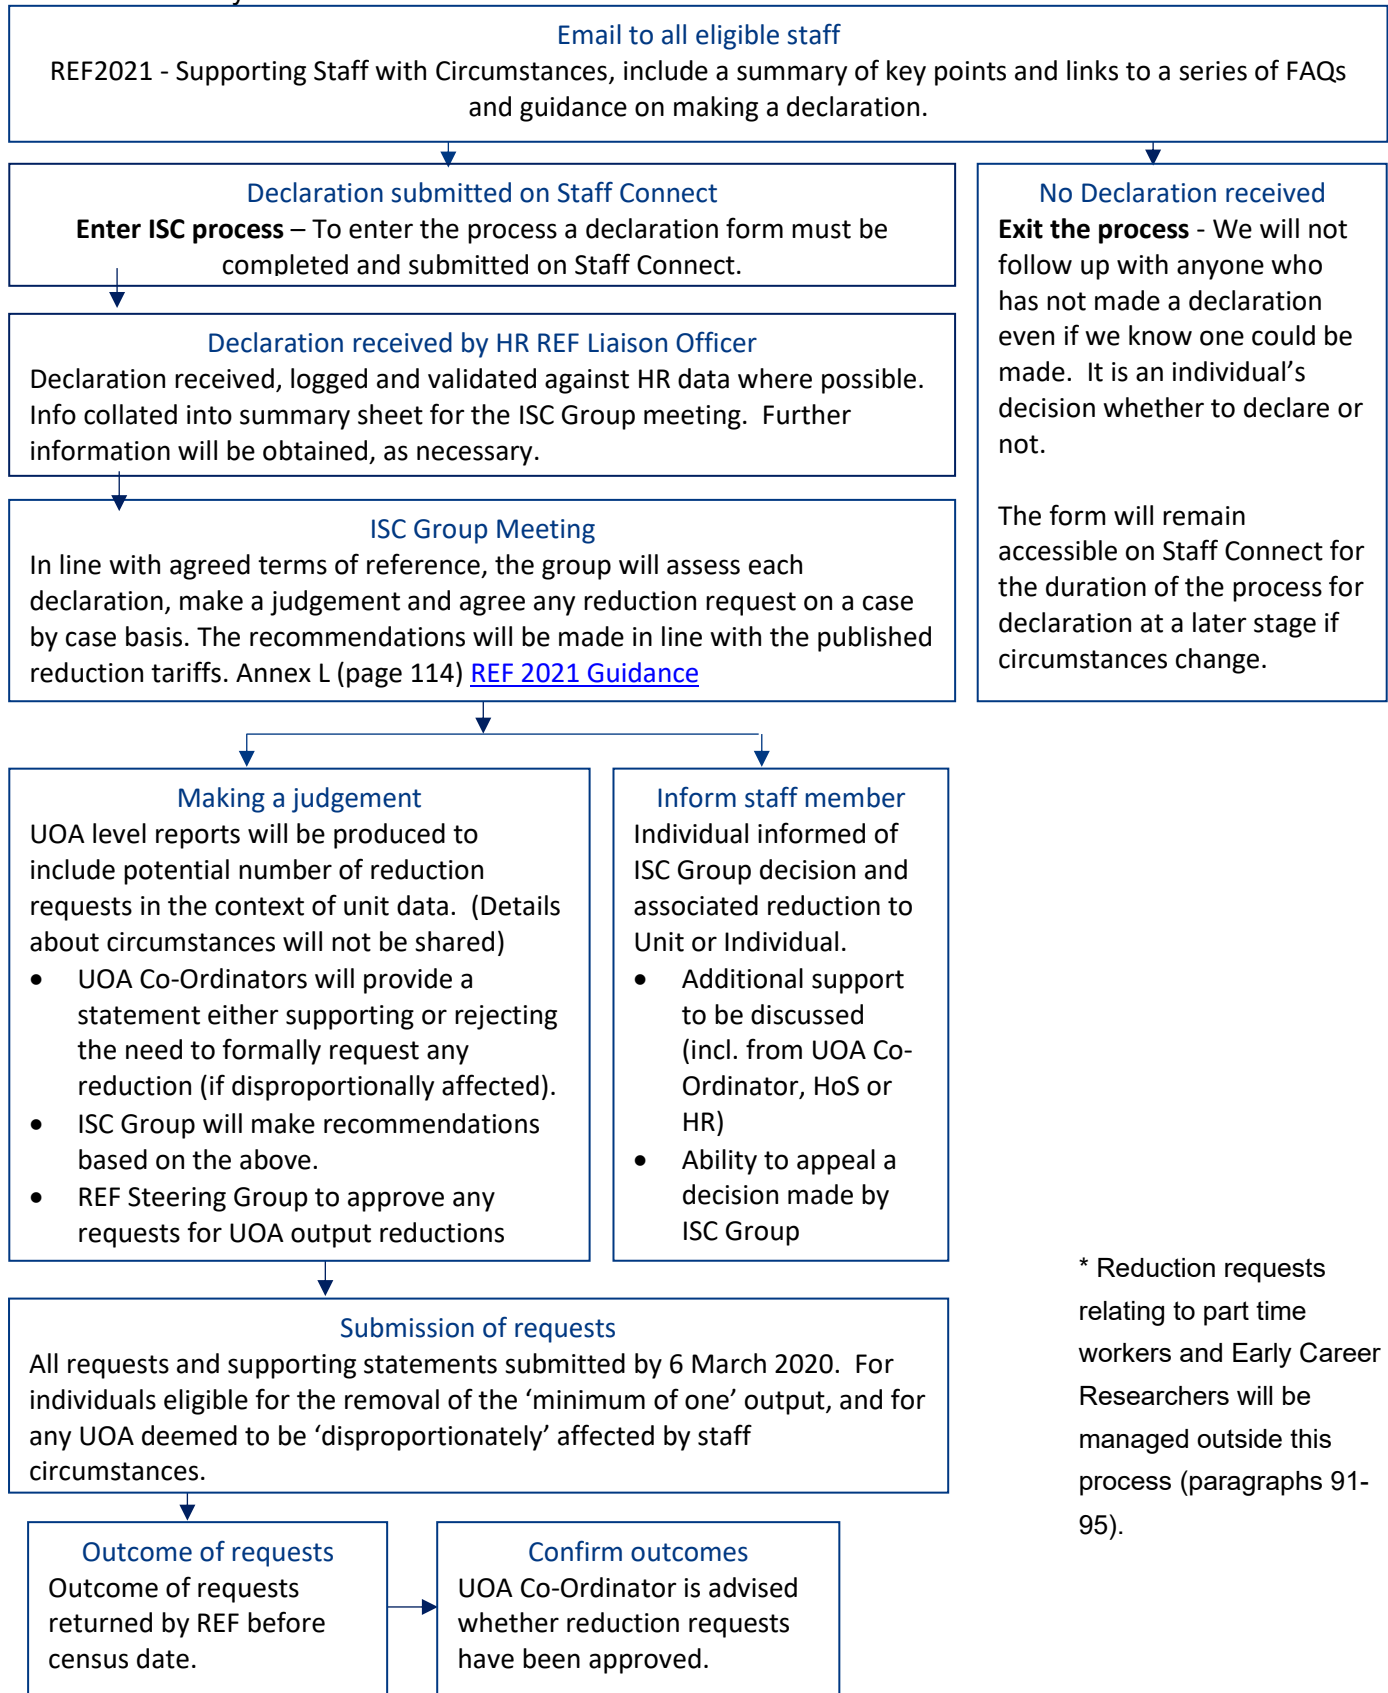 Email to all eligible staff
REF2021 - Supporting Staff with Circumstances, include a summary of key points and links to a series of FAQs
and guidance on making a declaration.
Declaration submitted on Staff Connect
Enter ISC process – To enter the process a declaration form must be
completed and submitted on Staff Connect.
No Declaration received
Exit the process - We will not
follow up with anyone who
has not made a declaration
even if we know one could be
made.  It is an individual's
decision whether to declare or
not.
The form will remain
accessible on Staff Connect for
the duration of the process for
declaration at a later stage if
circumstances change.
Declaration received by HR REF Liaison Officer
Declaration received, logged and validated against HR data where possible.
Info collated into summary sheet for the ISC Group meeting.  Further
information will be obtained, as necessary.
ISC Group Meeting
In line with agreed terms of reference, the group will assess each
declaration, make a judgement and agree any reduction request on a case
by case basis. The recommendations will be made in line with the published
reduction tariffs. Annex L (page 114) REF 2021 Guidance
Making a judgement
UOA level reports will be produced to
include potential number of reduction
requests in the context of unit data.  (Details
about circumstances will not be shared)
• UOA Co-Ordinators will provide a
statement either supporting or rejecting
the need to formally request any
reduction (if disproportionally affected).
• ISC Group will make recommendations
based on the above.
• REF Steering Group to approve any
requests for UOA output reductions
Inform staff member
Individual informed of
ISC Group decision and
associated reduction to
Unit or Individual.
• Additional support
to be discussed
(incl. from UOA Co-
Ordinator, HoS or
HR)
• Ability to appeal a
decision made by
ISC Group
Submission of requests
All requests and supporting statements submitted by 6 March 2020.  For
individuals eligible for the removal of the 'minimum of one' output, and for
any UOA deemed to be 'disproportionately' affected by staff
circumstances.
* Reduction requests
relating to part time
workers and Early Career
Researchers will be
managed outside this
process (paragraphs 91-
95).
Outcome of requests
Outcome of requests
returned by REF before
census date.
Confirm outcomes
UOA Co-Ordinator is advised
whether reduction requests
have been approved.